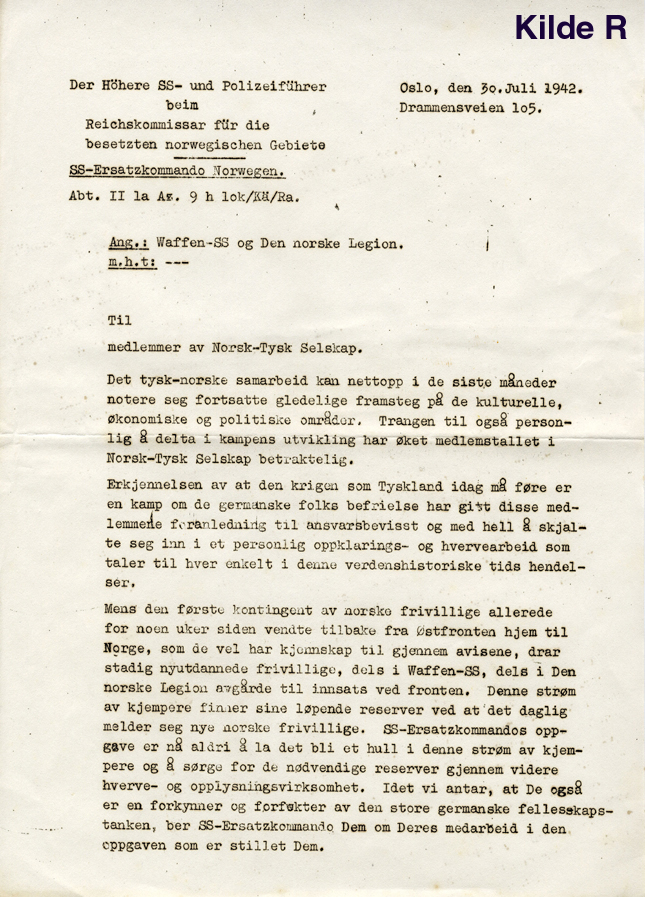 Kilde R
Der Höhere SS- und Polizeiführer
beim
Reichskommissar für die
besetzten norwegischen Gebiete
SS-Ersatzkommando Norwegen.
Abt. II 1a Az. 9 h lok/Kü/Ra.
Oslo, den 30.Juli 1942.
Drammensveien 1o5.
Ang.: Waffen-SS og Den norske Legion.
m.h.t: ---
Til
medlemmer av Norsk-Tysk Selskap.
Det tysk-norske samarbeid kan nettopp i de siste måneder
notere seg fortsatte gledelige framsteg på de kulturelle,
økonomiske og politiske områder. Trangen til også person-
lig å delta i kampens utvikling har øket medlemstallet i
Norsk-Tysk Selskap betraktelig.
Erkjennelsen av at den krigen som Tyskland idag må føre er
en kamp om de germanske folks befrielse har gitt disse med-
lemmene foranledning til ansvarsbevisst og med hell å skjal-
te seg inn i et personlig oppklarings- og hvervearbeid som
taler til hver enkelt i denne verdenshistoriske tids hendel-
ser.
Mens den første kontingent av norske frivillige allerede
for noen uker siden vendte tilbake fra Østfronten hjem til
Norge, som de vel har kjennskap til gjennem avisene, drar
stadig nyutdannede frivillige, dels i Waffen-SS, dels i Den
norske Legion avgårde til innsats ved fronten. Denne strøm
av kjempere finner sine løpende reserver ved at det daglig
melder seg nye norske frivillige. SS-Ersatzkommandos opp-
gave er nå aldri å la det bli et hull i denne strøm av kjem-
pere og å sørge for de nødvendige reserver gjennem videre
hverve- og opplysningsvirksomhet. Idet vi antar, at De også
er en forkynner og forfekter av den store germanske fellesskaps-
tanken, ber SS-Ersatzkommando Dem om Deres medarbeid i den
oppgaven som er stillet Dem.